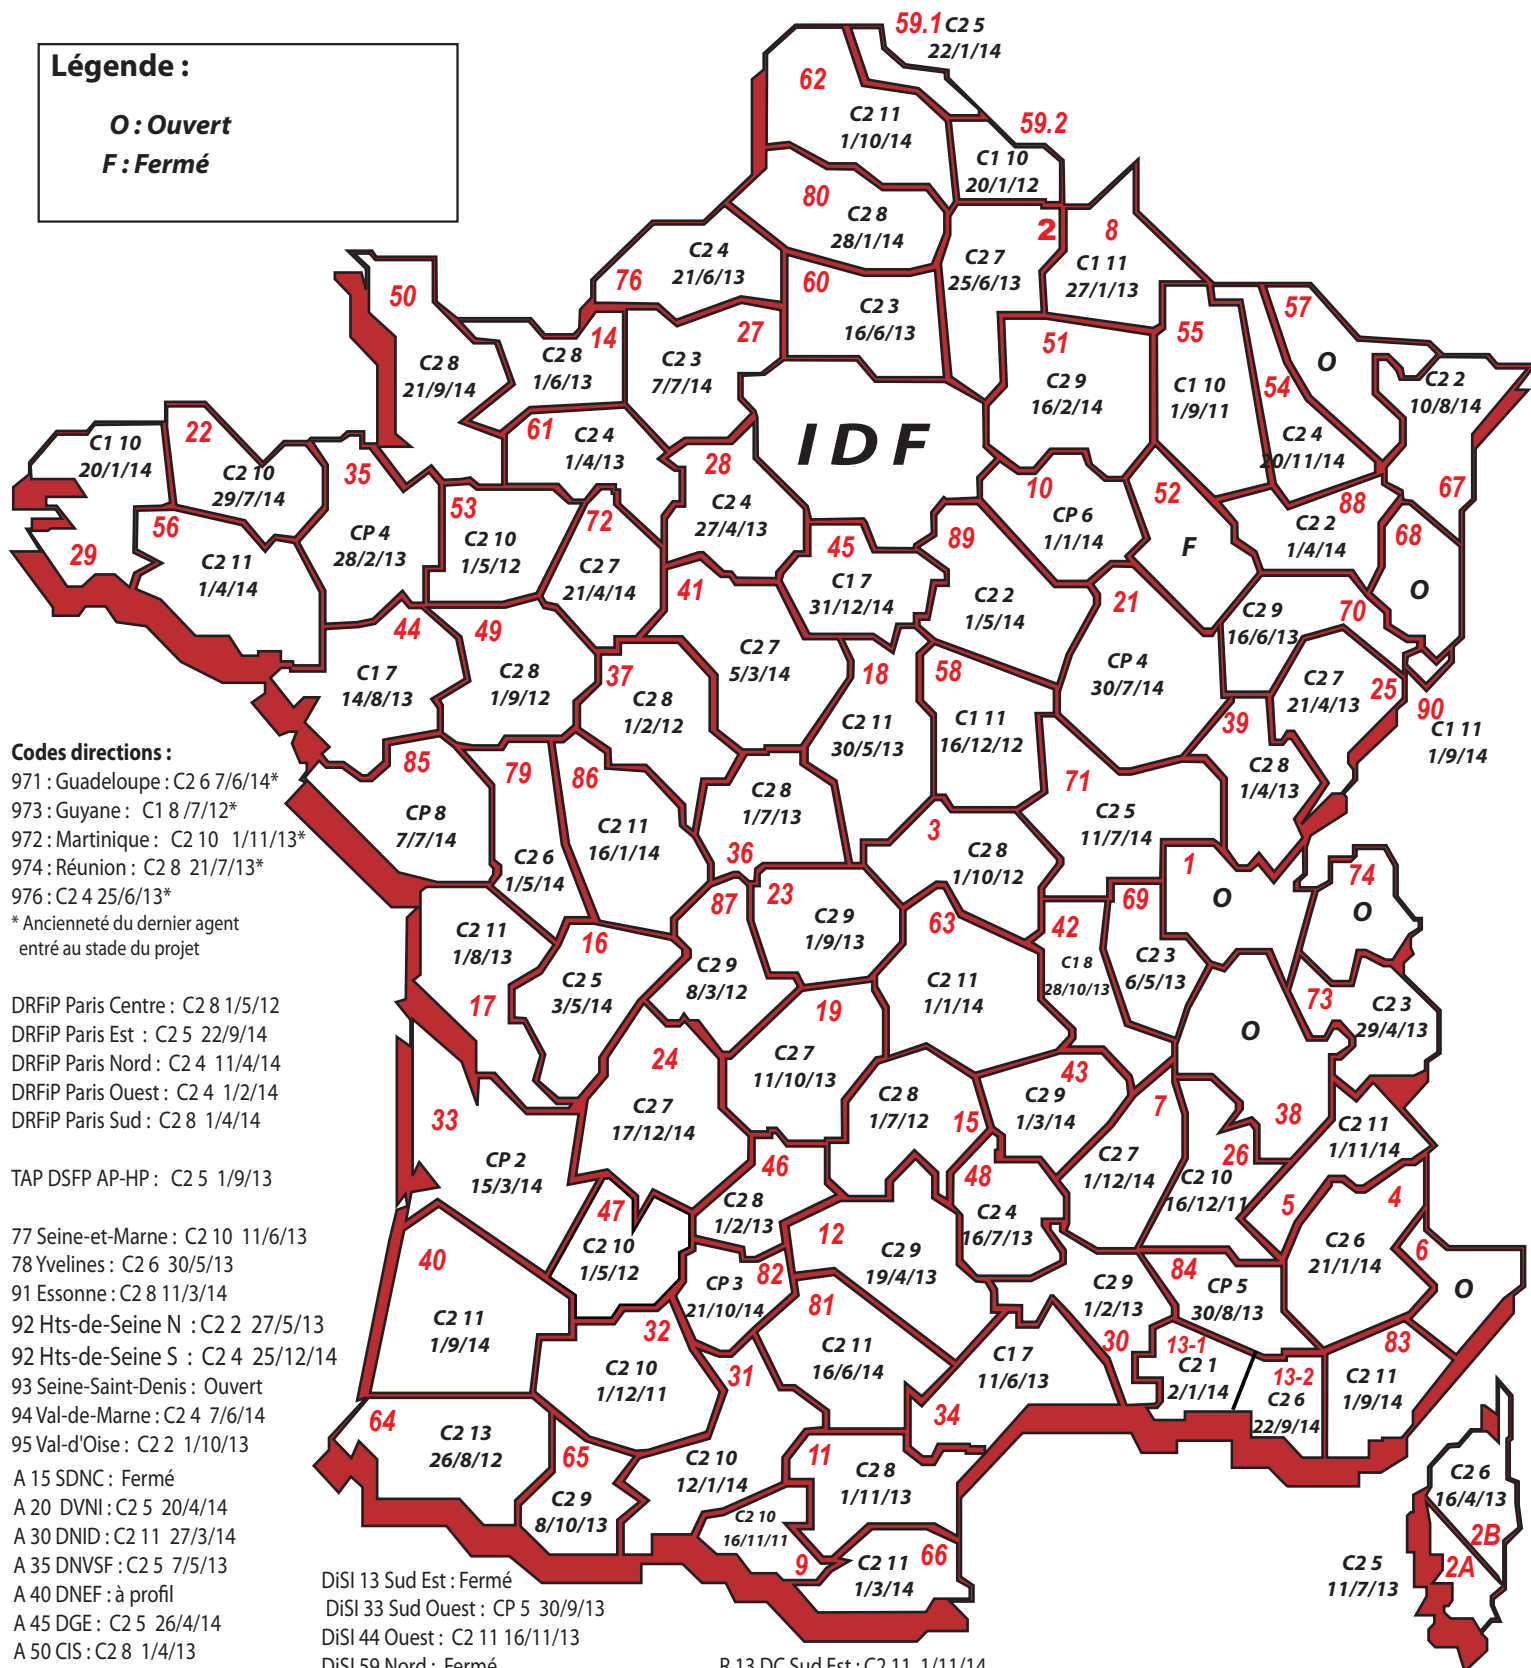 Légende :
O : Ouvert
F : Fermé
59.1 C2 5
22/1/14
62
C2 11
1/10/14
59.2
C1 10
20/1/12
80
C2 8
28/1/14
2
C2 7
25/6/13
8
C1 11
27/1/13
76
C2 4
21/6/13
60
C2 3
16/6/13
50
C2 8
21/9/14
14
C2 8
1/6/13
27
C2 3
7/7/14
51
C2 9
16/2/14
55
C1 10
1/9/11
57
O
54
C2 4
20/11/14
C2 2
10/8/14
67
IDF
61
C2 4
1/4/13
28
C2 4
27/4/13
C1 10
20/1/14
29
22
C2 10
29/7/14
35
CP 4
28/2/13
56
C2 11
1/4/14
53
C2 10
1/5/12
72
C2 7
21/4/14
10
CP 6
1/1/14
52
F
88
C2 2
1/4/14
68
O
45
C1 7
31/12/14
89
C2 2
1/5/14
41
C2 7
5/3/14
21
CP 4
30/7/14
70
C2 9
16/6/13
44
C1 7
14/8/13
49
C2 8
1/9/12
37
C2 8
1/2/12
18
C2 11
30/5/13
58
C1 11
16/12/12
25
C2 7
21/4/13
90
C1 11
1/9/14
39
C2 8
1/4/13
Codes directions :
971 : Guadeloupe : C2 6 7/6/14*
973 : Guyane : C1 8 /7/12*
972 : Martinique : C2 10 1/11/13*
974 : Réunion : C2 8 21/7/13*
976 : C2 4 25/6/13*
* Ancienneté du dernier agent
entré au stade du projet
85
CP 8
7/7/14
79
C2 6
1/5/14
86
C2 11
16/1/14
C2 8
1/7/13
36
3
C2 8
1/10/12
71
C2 5
11/7/14
1
O
74
O
87
C2 9
8/3/12
23
C2 9
1/9/13
63
C2 11
1/1/14
42
C1 8
28/10/13
69
C2 3
6/5/13
C2 11
1/8/13
17
16
C2 5
3/5/14
73
C2 3
29/4/13
O
38
DRFiP Paris Centre : C2 8 1/5/12
DRFiP Paris Est : C2 5 22/9/14
DRFiP Paris Nord : C2 4 11/4/14
DRFiP Paris Ouest : C2 4 1/2/14
DRFiP Paris Sud : C2 8 1/4/14
TAP DSFP AP-HP : C2 5 1/9/13
19
C2 7
11/10/13
24
C2 7
17/12/14
C2 8
1/7/12
15
43
C2 9
1/3/14
7
C2 7
1/12/14
26
C2 10
16/12/11
C2 11
1/11/14
5
33
CP 2
15/3/14
46
C2 8
1/2/13
48
C2 4
16/7/13
4
C2 6
21/1/14
6
O
47
C2 10
1/5/12
12
C2 9
19/4/13
40
C2 11
1/9/14
82
CP 3
21/10/14
81
C2 11
16/6/14
C2 9
1/2/13
30
84
CP 5
30/8/13
32
C2 10
1/12/11
31
C2 10
12/1/14
C1 7
11/6/13
34
13-1
C2 1
2/1/14
13-2
C2 6
22/9/14
83
C2 11
1/9/14
64
C2 13
26/8/12
65
C2 9
8/10/13
11
C2 8
1/11/13
C2 10
16/11/11
9
66
C2 11
1/3/14
C2 6
16/4/13
2B
2A
C2 5
11/7/13
77 Seine-et-Marne : C2 10 11/6/13
78 Yvelines : C2 6 30/5/13
91 Essonne : C2 8 11/3/14
92 Hts-de-Seine N : C2 2 27/5/13
92 Hts-de-Seine S : C2 4 25/12/14
93 Seine-Saint-Denis : Ouvert
94 Val-de-Marne : C2 4 7/6/14
95 Val-d'Oise : C2 2 1/10/13
A 15 SDNC : Fermé
A 20 DVNI : C2 5 20/4/14
A 30 DNID : C2 11 27/3/14
A 35 DNVSF : C2 5 7/5/13
A 40 DNEF : à profil
A 45 DGE : C2 5 26/4/14
A 50 CIS : C2 8 1/4/13
DiSI 13 Sud Est : Fermé
DiSI 33 Sud Ouest : CP 5 30/9/13
DiSI 44 Ouest : C2 11 16/11/13
DiSI 59 Nord : Fermé
R 13 DC Sud Est : C2 11 1/11/14